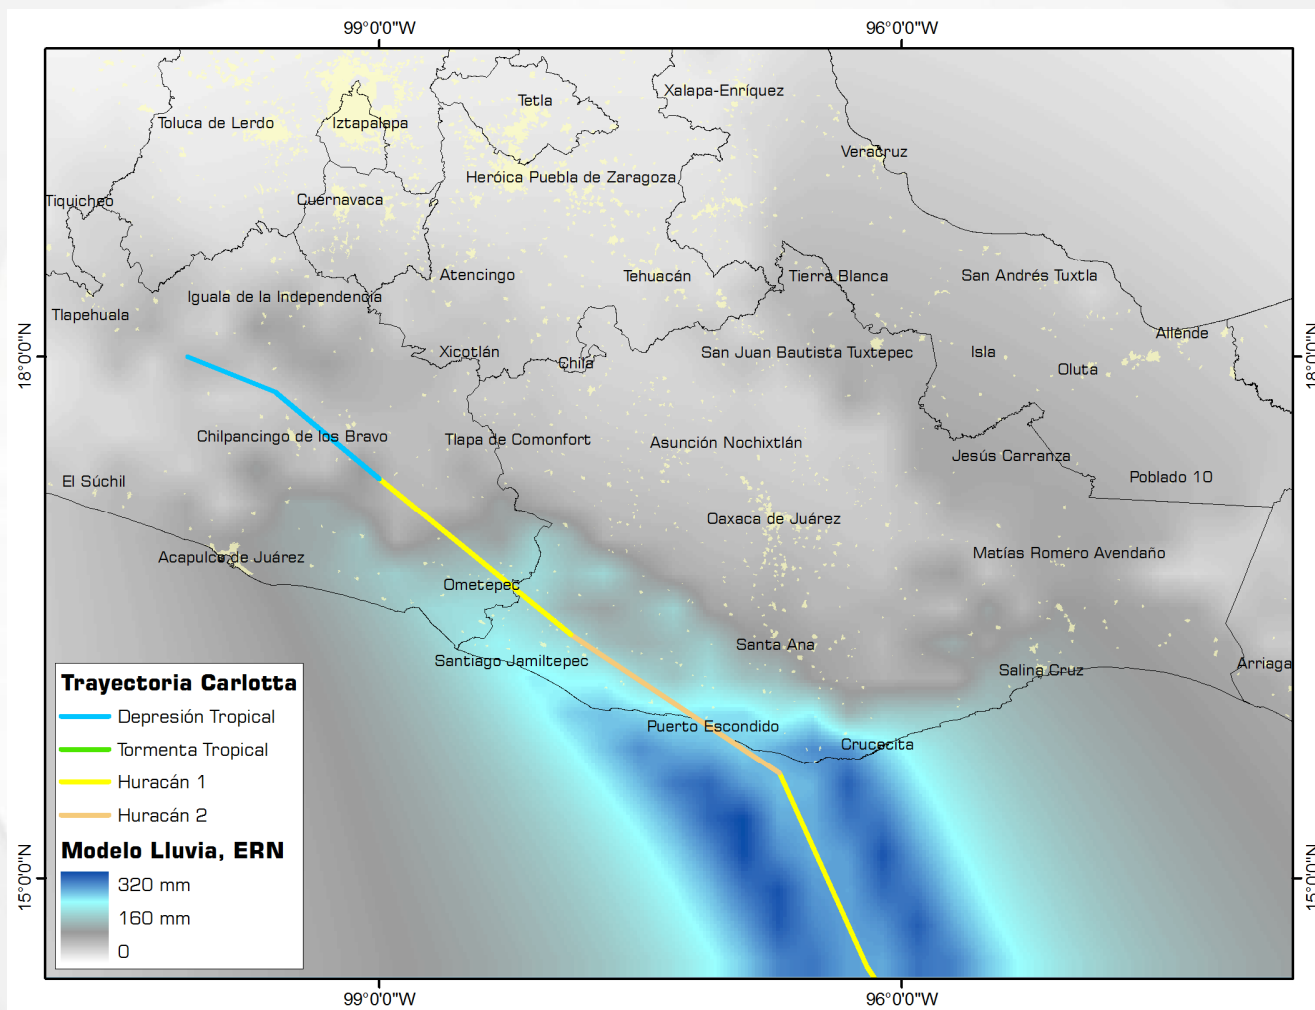 99°0'0"W
96°0'0"W
Xalapa-Enríquez
Tetla
Toluca de Lerdo
Iztapalapa
Veracruz
Heróica Puebla de Zaragoza
Tiquicheo
Cuernavaca
Atencingo
Tehuacán
Tierra Blanca
San Andrés Tuxtla
Iguala de la Independencia
Tlapehuala
Allende
18°0'0"N
Xicotlán
Chila
San Juan Bautista Tuxtepec
Isla
18°0'0"N
Oluta
Chilpancingo de los Bravo
Tlapa de Comonfort
Asunción Nochixtlán
Jesús Carranza
El Súchil
Poblado 10
Oaxaca de Juárez
Acapulco de Juárez
Matías Romero Avendaño
Ometepec
Santa Ana
Santiago Jamiltepec
Salina Cruz
Arriaga
Puerto Escondido
Crucecita
Trayectoria Carlotta
Depresión Tropical
Tormenta Tropical
Huracán 1
Huracán 2
Modelo Lluvia, ERN
320 mm
160 mm
0
15°0'0"N
15°0'0"N
99°0'0"W
96°0'0"W